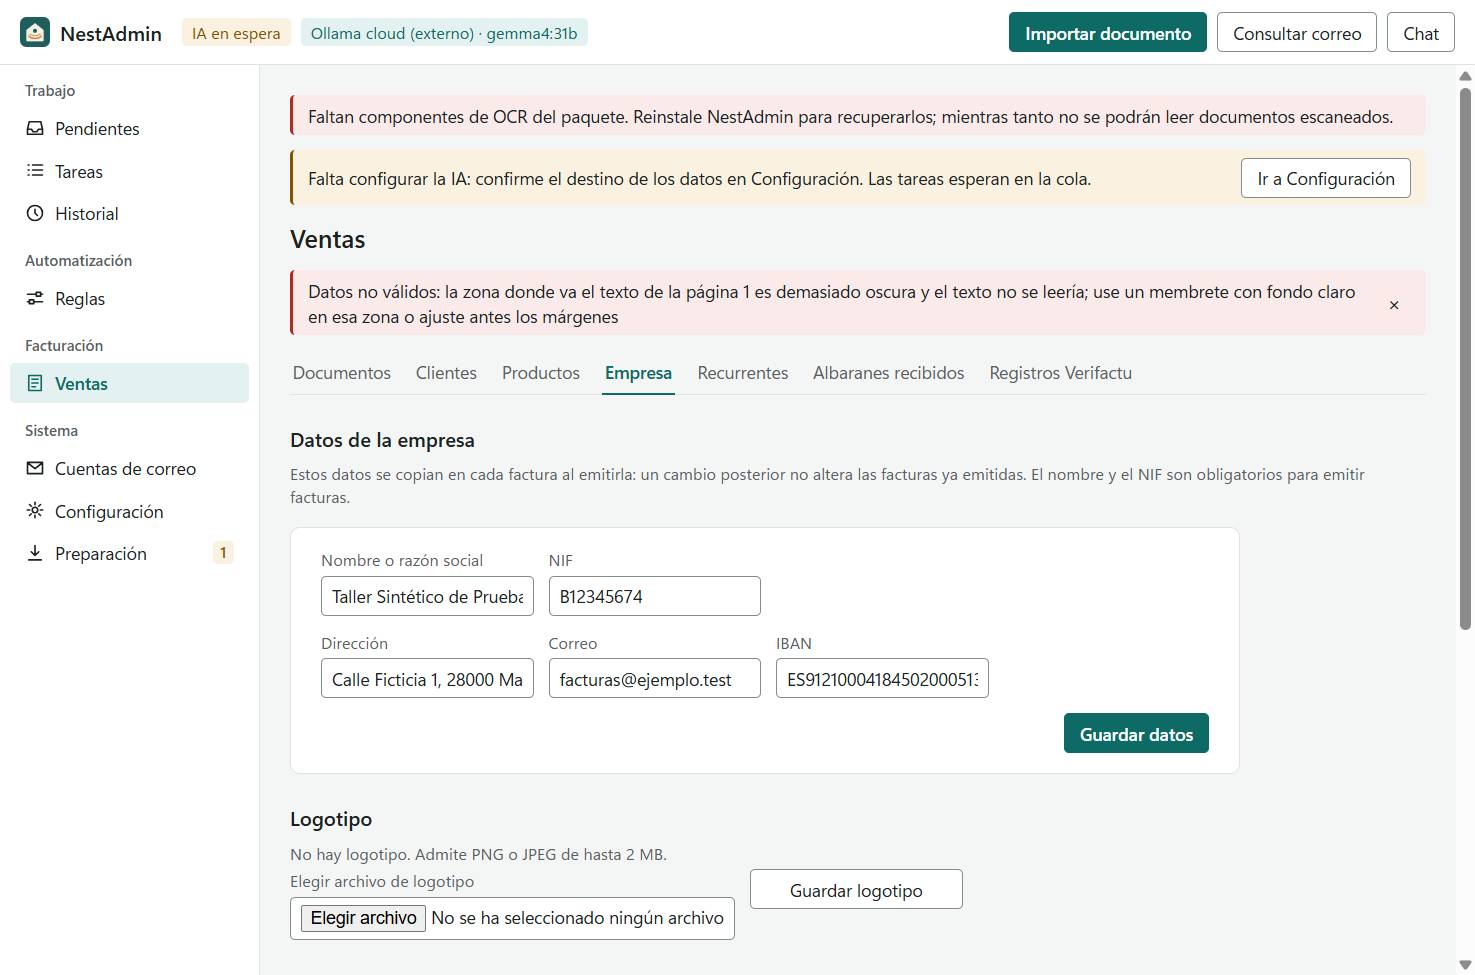 NestAdmin
IA en espera
Ollama cloud (externo) · gemma4:31b
Importar documento
Consultar correo
Chat
Trabajo
Pendientes
Tareas
Historial
Automatización
Reglas
Facturación
Ventas
Sistema
Cuentas de correo
Configuración
Preparación
1
Faltan componentes de OCR del paquete. Reinstale NestAdmin para recuperarlos; mientras tanto no se podrán leer documentos escaneados.
Falta configurar la IA: confirme el destino de los datos en Configuración. Las tareas esperan en la cola.
Ir a Configuración
Ventas
Datos no válidos: la zona donde va el texto de la página 1 es demasiado oscura y el texto no se leería; use un membrete con fondo claro
en esa zona o ajuste antes los márgenes
×
Documentos
Clientes
Productos
Empresa
Recurrentes
Albaranes recibidos
Registros Verifactu
Datos de la empresa
Estos datos se copian en cada factura al emitirla: un cambio posterior no altera las facturas ya emitidas. El nombre y el NIF son obligatorios para emitir
facturas.
Nombre o razón social
NIF
Taller Sintético de Prueba
B12345674
Dirección
Correo
IBAN
Calle Ficticia 1, 28000 Ma
facturas@ejemplo.test
ES91210004184502000513
Guardar datos
Logotipo
No hay logotipo. Admite PNG o JPEG de hasta 2 MB.
Elegir archivo de logotipo
Elegir archivo
No se ha seleccionado ningún archivo
Guardar logotipo